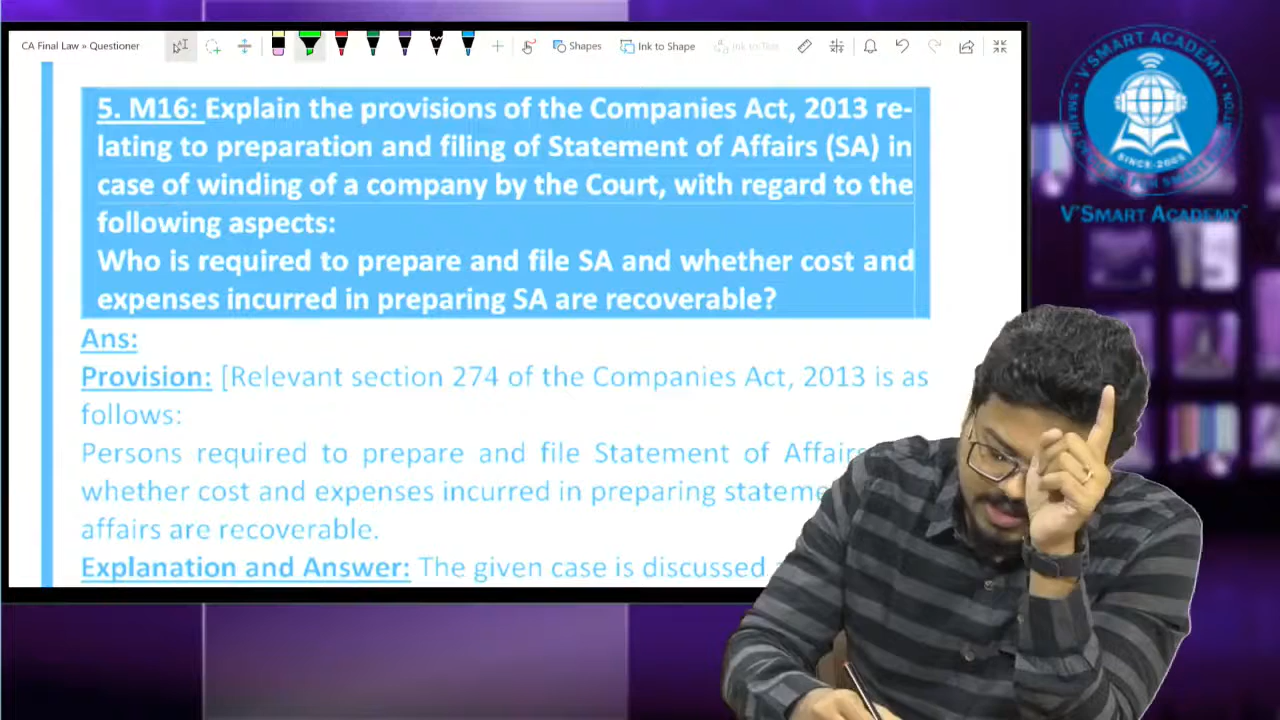 CA Final Law » Questioner
Shapes
Ink to Shape
Ink to Text
5. M16: Explain the provisions of the Companies Act, 2013 re-
lating to preparation and filing of Statement of Affairs (SA) in
case of winding of a company by the Court, with regard to the
following aspects:
Who is required to prepare and file SA and whether cost and
expenses incurred in preparing SA are recoverable?
Ans:
Provision: [Relevant section 274 of the Companies Act, 2013 is as
follows:
Persons required to prepare and file Statement of Affairs
whether cost and expenses incurred in preparing
affairs are recoverable.
Explanation and Answer: The given case is discussed
V'SMART ACADEMY
SINCE-2005
V'SMART ACADEMY